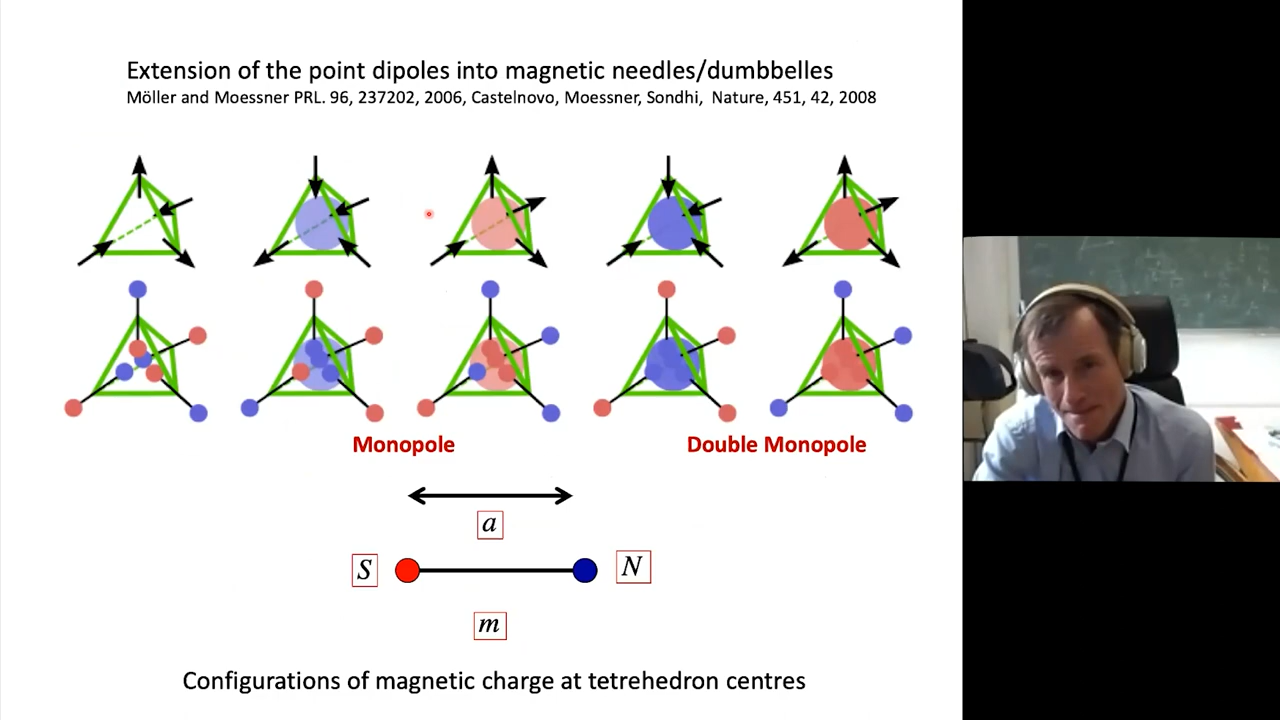 Extension of the point dipoles into magnetic needles/dumbbelles
Möller and Moessner PRL. 96, 237202, 2006, Castelnovo, Moessner, Sondhi, Nature, 451, 42, 2008
Monopole
Double Monopole
a
S
N
m
Configurations of magnetic charge at tetrehedron centres